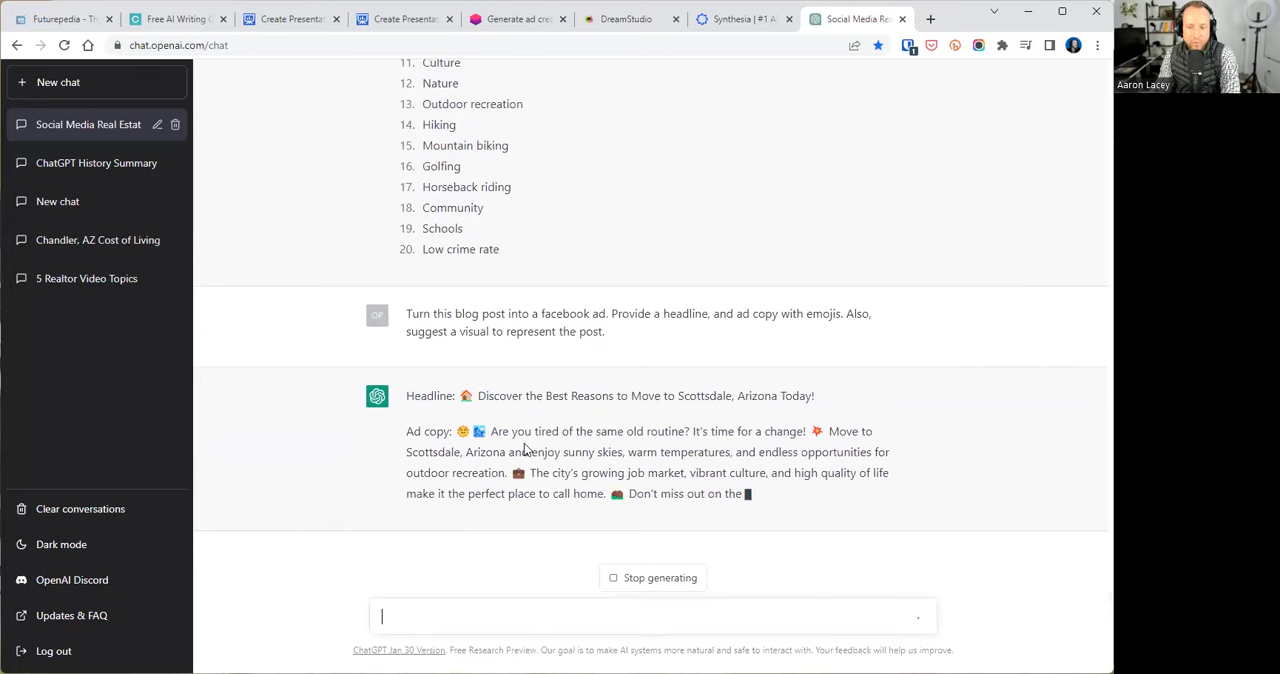 Futurepedia - Th
Free AI Writing
Create Presenta
Create Presenta
Generate ad crea
DreamStudio
Synthesia | #1 A
Social Media Rea
chat.openai.com/chat
1
Aaron Lacey
New chat
Social Media Real Estat
ChatGPT History Summary
New chat
Chandler, AZ Cost of Living
5 Realtor Video Topics
Clear conversations
Dark mode
OpenAI Discord
Updates & FAQ
Log out
11. Culture
12. Nature
13. Outdoor recreation
14. Hiking
15. Mountain biking
16. Golfing
17. Horseback riding
18. Community
19. Schools
20. Low crime rate
OP
Turn this blog post into a facebook ad. Provide a headline, and ad copy with emojis. Also,
suggest a visual to represent the post.
Headline: 🏠 Discover the Best Reasons to Move to Scottsdale, Arizona Today!
Ad copy: 🌞 Are you tired of the same old routine? It's time for a change! 💥 Move to
Scottsdale, Arizona and enjoy sunny skies, warm temperatures, and endless opportunities for
outdoor recreation. 💼 The city's growing job market, vibrant culture, and high quality of life
make it the perfect place to call home. Don't miss out on the
Stop generating
ChatGPT Jan 30 Version. Free Research Preview. Our goal is to make AI systems more natural and safe to interact with. Your feedback will help us improve.